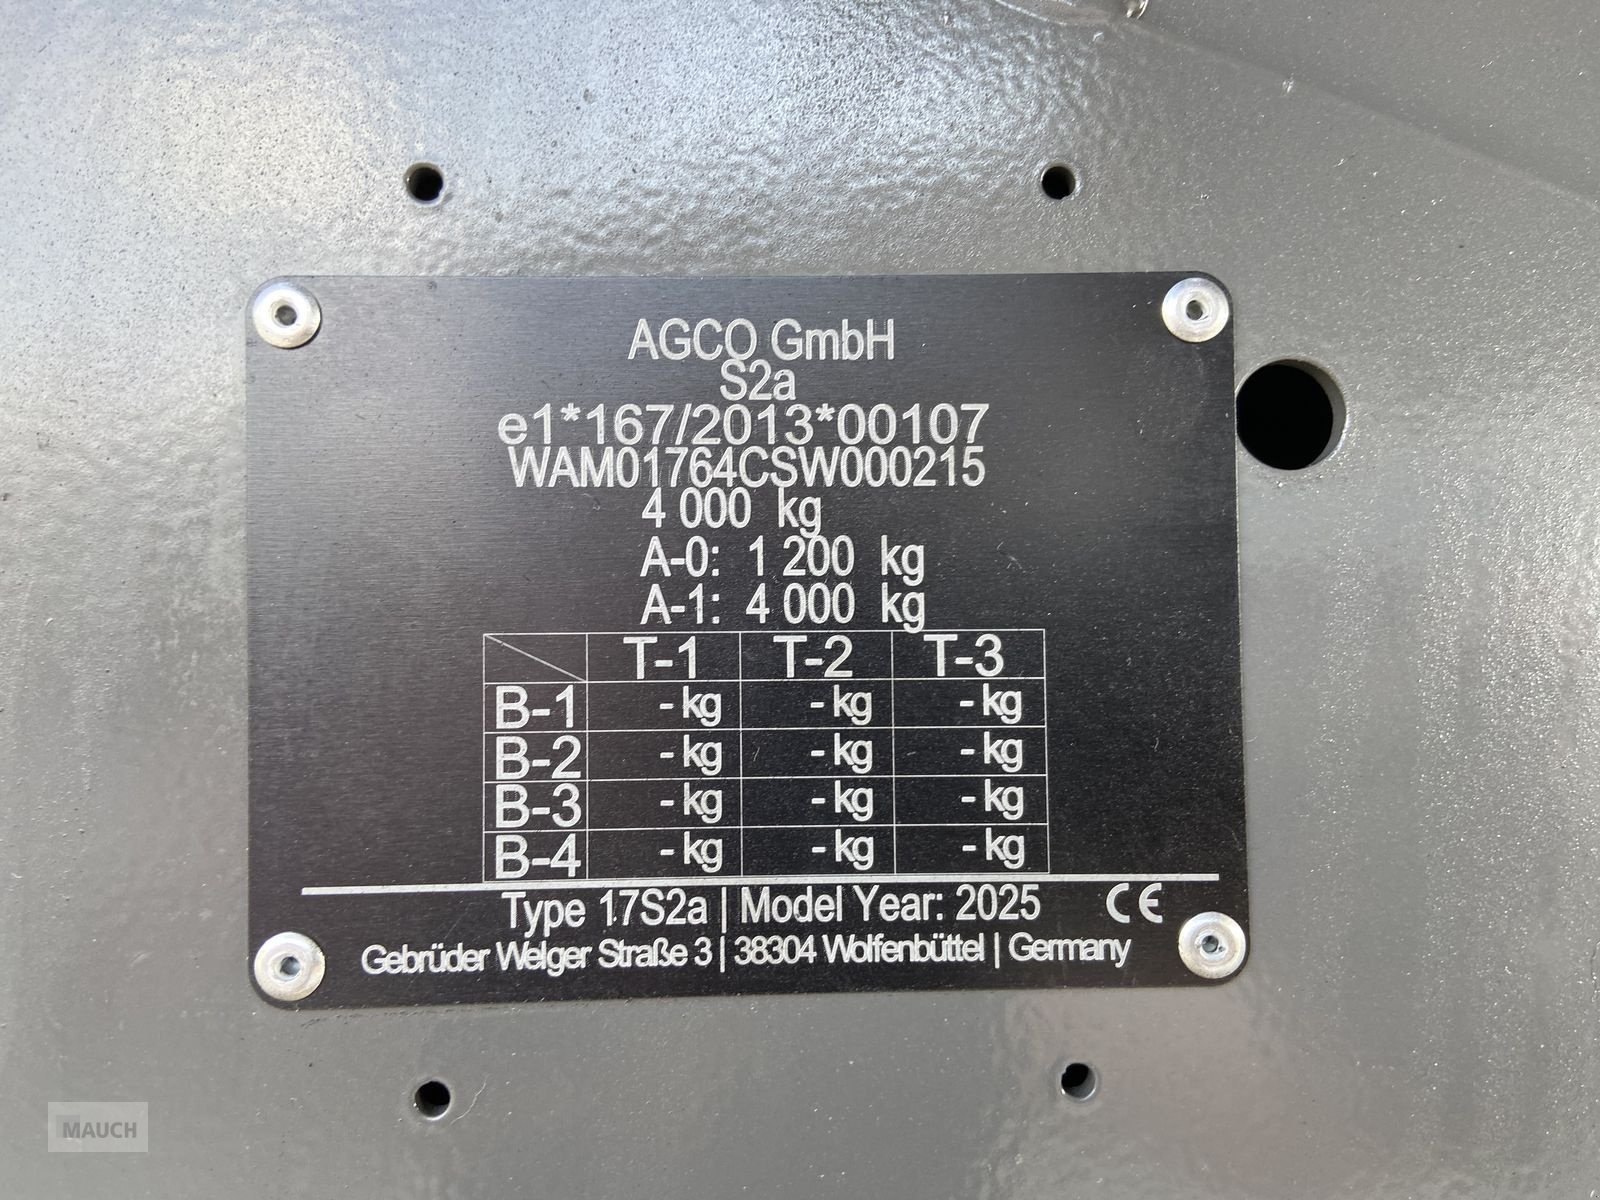 AGCO GmbH
S2a
e1*167/2013*00107
WAM01764CSW000215
4 000 kg
A-0: 1 200 kg
A-1: 4 000 kg
T-1 T-2 T-3
B-1 - kg - kg - kg
B-2 - kg - kg - kg
B-3 - kg - kg - kg
B-4 - kg - kg - kg
Type 17S2a | Model Year: 2025 CE
Gebrüder Welger Straße 3 | 38304 Wolfenbüttel | Germany
MAUCH